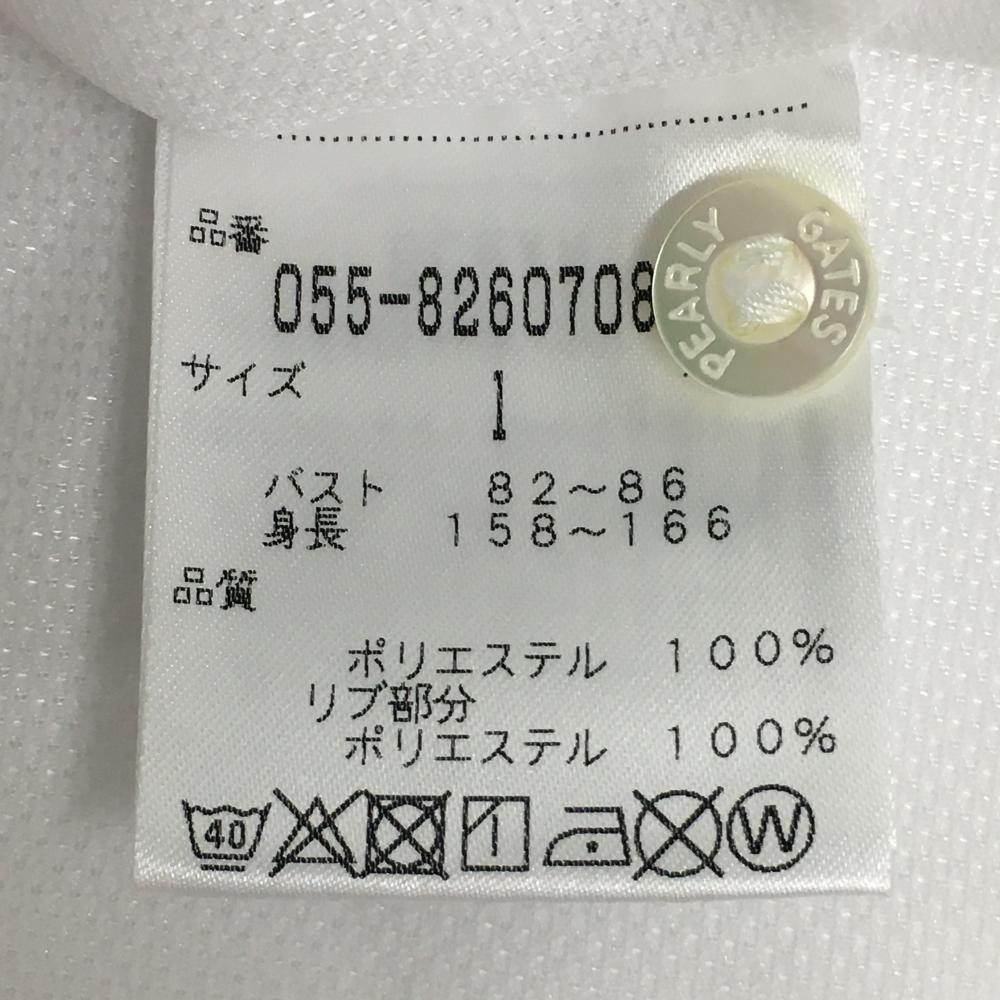 品番
055-8260708
PEARLY GATES
サイズ
1
バスト 82～86
身長 158～166
品質
ポリエステル 100%
リブ部分
ポリエステル 100%
40
W